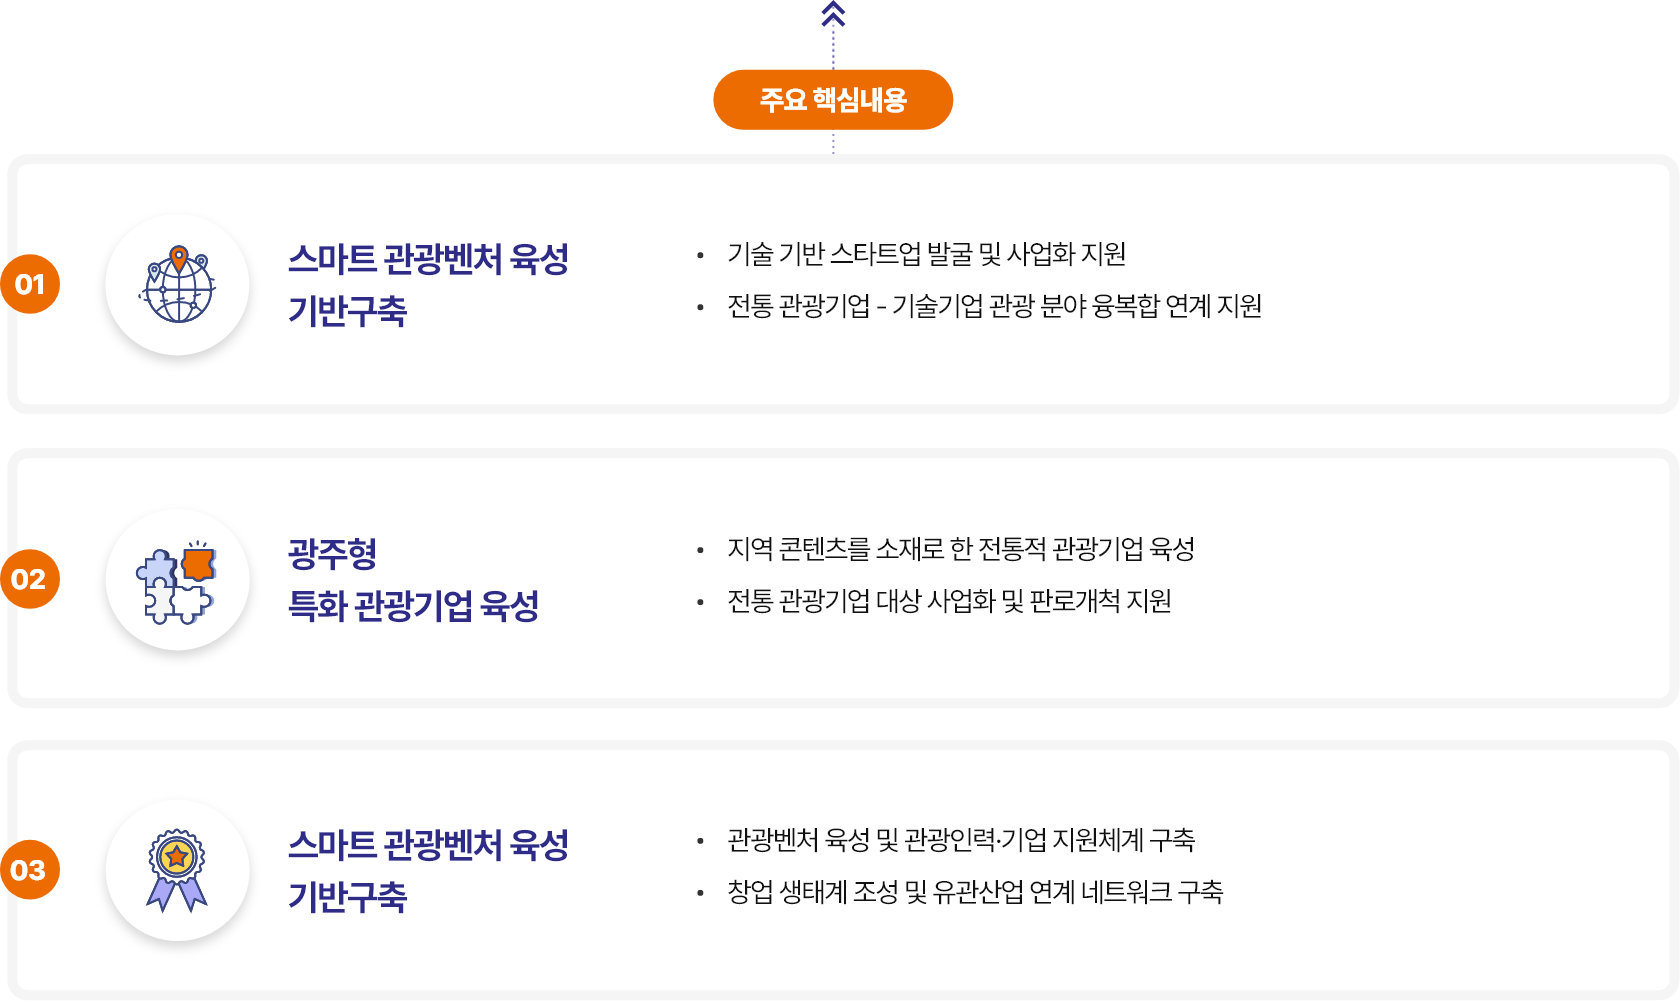 주요 핵심내용
01
스마트 관광벤처 육성
기반구축
• 기술 기반 스타트업 발굴 및 사업화 지원
• 전통 관광기업 - 기술기업 관광 분야 융복합 연계 지원
02
광주형
특화 관광기업 육성
• 지역 콘텐츠를 소재로 한 전통적 관광기업 육성
• 전통 관광기업 대상 사업화 및 판로개척 지원
03
스마트 관광벤처 육성
기반구축
• 관광벤처 육성 및 관광인력·기업 지원체계 구축
• 창업 생태계 조성 및 유관산업 연계 네트워크 구축